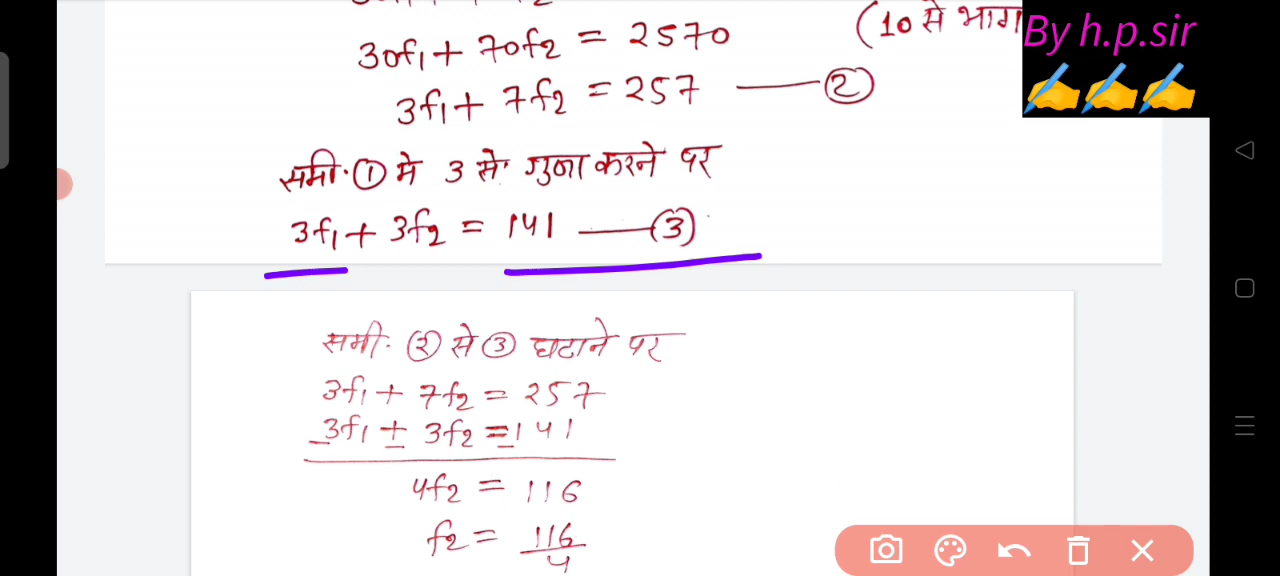 30f1 + 70f2 = 2570 (10 से भाग
By h.p.sir
3f1 + 7f2 = 257 —— ②
समी. ① मे 3 से गुणा करने पर
3f1 + 3f2 = 141 —— ③
समी. ② से ③ घटाने पर
3f1 + 7f2 = 257
3f1 + 3f2 = 141
4f2 = 116
f2 = 116/4